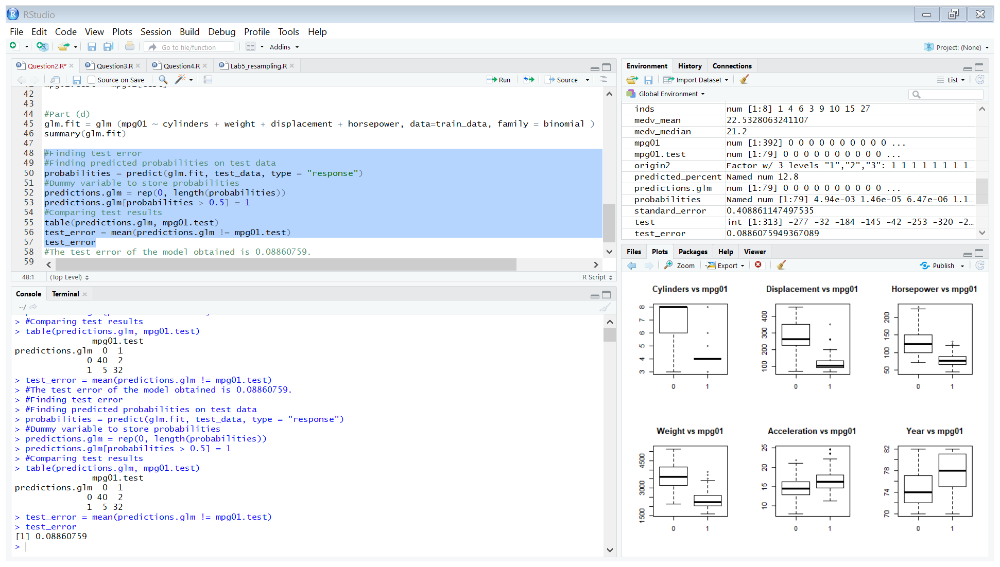 RStudio
File Edit Code View Plots Session Build Debug Profile Tools Help
Go to file/function Addins Project: (None)
Question2.R* Question3.R Question4.R Lab5_resampling.R
Source on Save Run Source
42
43
44 #Part (d)
45 glm.fit = glm (mpg01 ~ cylinders + weight + displacement + horsepower, data=train_data, family = binomial )
46 summary(glm.fit)
47
48 #Finding test error
49 #Finding predicted probabilities on test data
50 probabilities = predict(glm.fit, test_data, type = "response")
51 #Dummy variable to store probabilities
52 predictions.glm = rep(0, length(probabilities))
53 predictions.glm[probabilities > 0.5] = 1
54 #Comparing test results
55 table(predictions.glm, mpg01.test)
56 test_error = mean(predictions.glm != mpg01.test)
57 test_error
58 #The test error of the model obtained is 0.08860759.
59
48:1 (Top Level) R Script
Console Terminal
~/
> #Comparing test results
> table(predictions.glm, mpg01.test)
mpg01.test
predictions.glm 0 1
0 40 2
1 5 32
> test_error = mean(predictions.glm != mpg01.test)
> #The test error of the model obtained is 0.08860759.
> #Finding test error
> #Finding predicted probabilities on test data
> probabilities = predict(glm.fit, test_data, type = "response")
> #Dummy variable to store probabilities
> predictions.glm = rep(0, length(probabilities))
> predictions.glm[probabilities > 0.5] = 1
> #Comparing test results
> table(predictions.glm, mpg01.test)
mpg01.test
predictions.glm 0 1
0 40 2
1 5 32
> test_error = mean(predictions.glm != mpg01.test)
> test_error
[1] 0.08860759
>
Environment History Connections
Import Dataset List
Global Environment
inds num [1:8] 1 4 6 3 9 10 15 27
medv_mean 22.5328063241107
medv_median 21.2
mpg01 num [1:392] 0 0 0 0 0 0 0 0 0 0 ...
mpg01.test num [1:79] 0 0 0 0 0 0 0 0 0 0 ...
origin2 Factor w/ 3 levels "1","2","3": 1 1 1 1 1 1 1 1…
predicted_percent Named num 12.8
predictions.glm num [1:79] 0 0 0 0 0 0 0 0 0 0 ...
probabilities Named num [1:79] 4.94e-03 1.46e-05 6.47e-06 1.1…
standard_error 0.408861147497535
test int [1:313] -277 -32 -184 -145 -42 -253 -320 -2…
test_error 0.0886075949367089
Files Plots Packages Help Viewer
Zoom Export Publish
Cylinders vs mpg01 Displacement vs mpg01 Horsepower vs mpg01
3 4 5 6 7 8
100 200 300 400
50 100 150 200
0 1 0 1 0 1
Weight vs mpg01 Acceleration vs mpg01 Year vs mpg01
1500 3000 4500
10 15 20 25
70 74 78 82
0 1 0 1 0 1